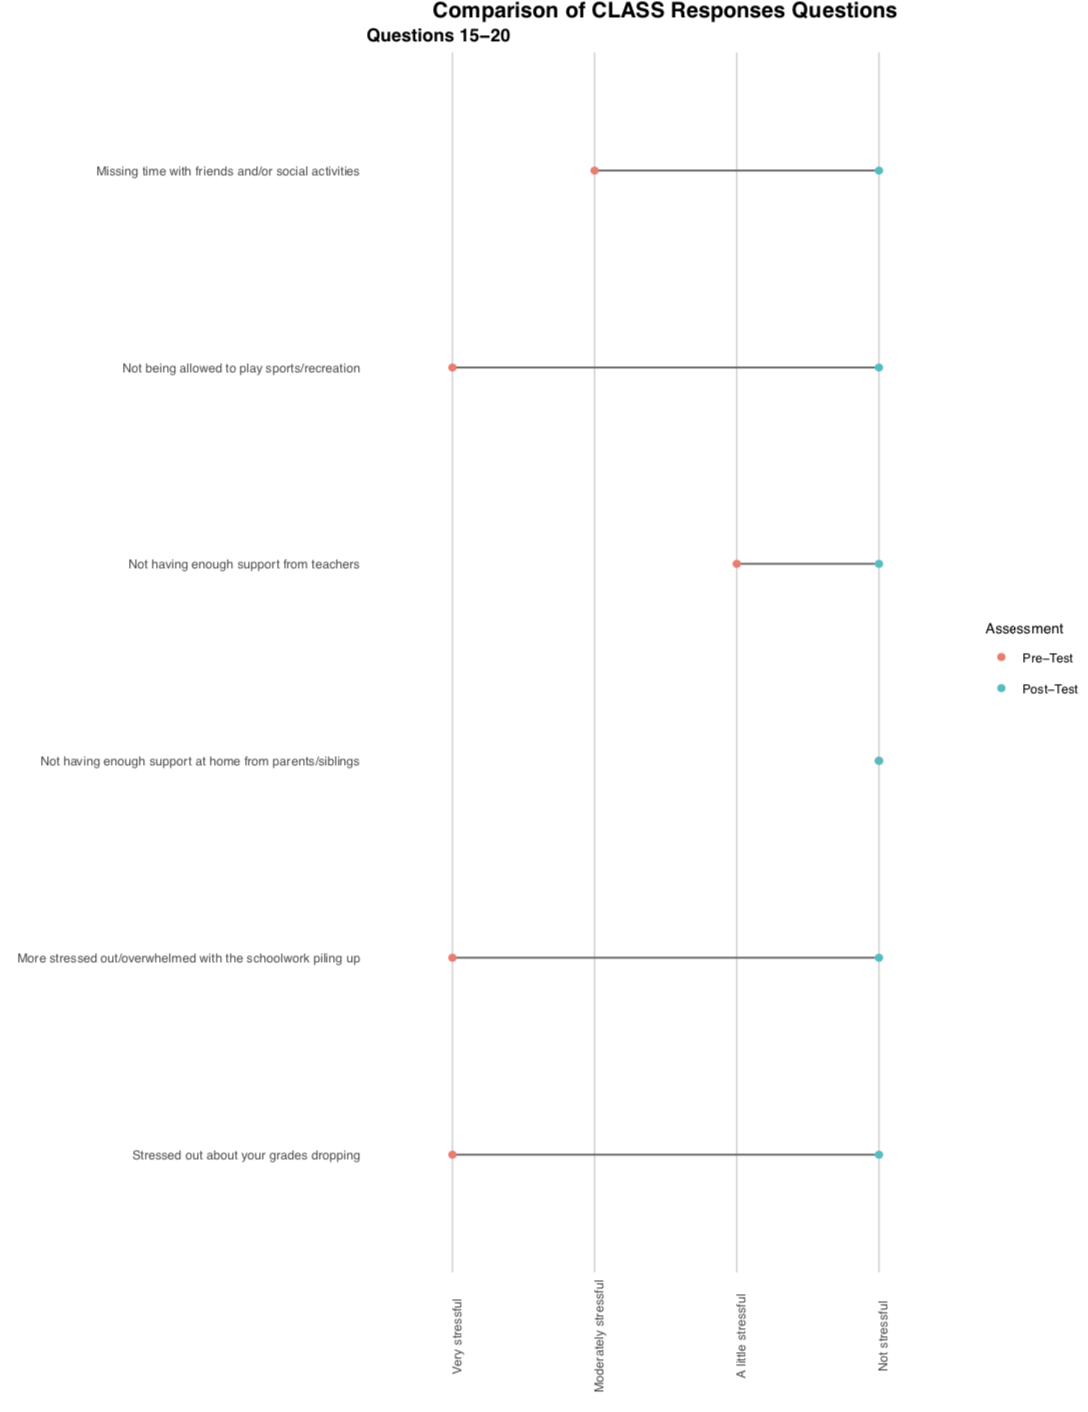 Comparison of CLASS Responses Questions
Questions 15–20
Missing time with friends and/or social activities
Not being allowed to play sports/recreation
Not having enough support from teachers
Not having enough support at home from parents/siblings
More stressed out/overwhelmed with the schoolwork piling up
Stressed out about your grades dropping
Very stressful
Moderately stressful
A little stressful
Not stressful
Assessment
Pre–Test
Post–Test